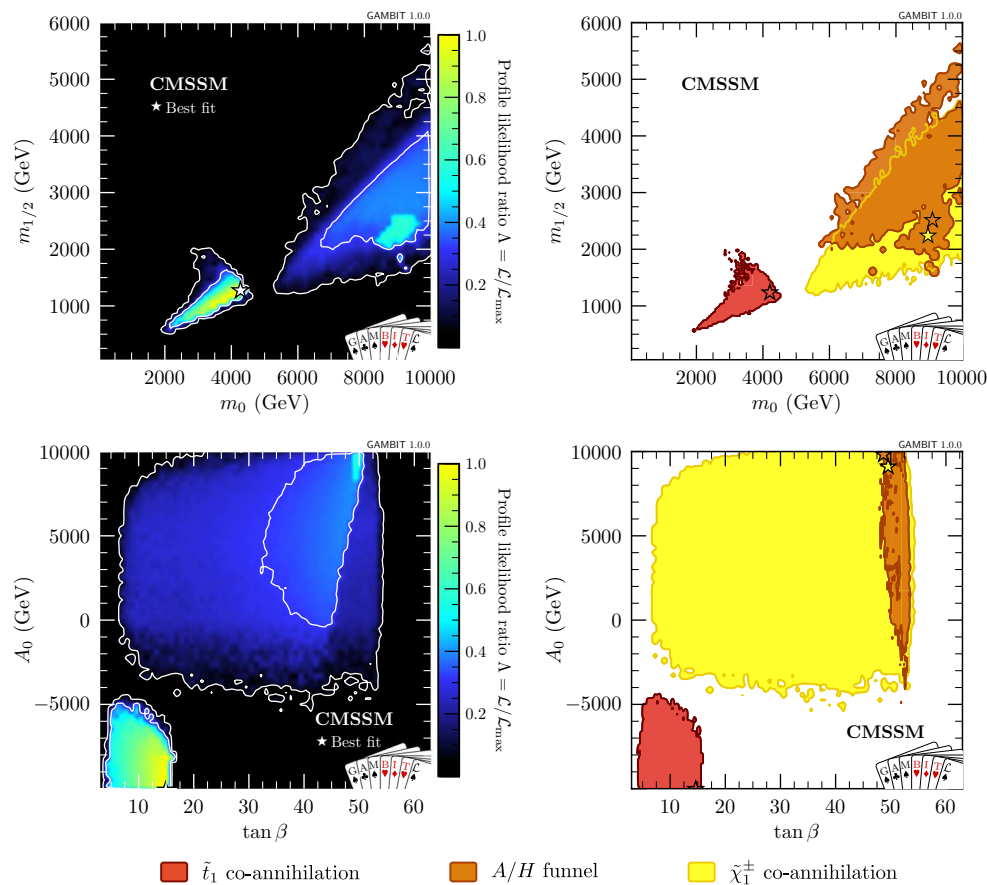 GAMBIT 1.0.0
6000
5000
4000
3000
2000
1000
m₁/₂ (GeV)
CMSSM
★ Best fit
2000 4000 6000 8000 10000
m₀ (GeV)
1.0
0.8
0.6
0.4
0.2
Profile likelihood ratio Λ = ℒ/ℒmax
G A M B I T ℒ
GAMBIT 1.0.0
6000
5000
4000
3000
2000
1000
m₁/₂ (GeV)
CMSSM
2000 4000 6000 8000 10000
m₀ (GeV)
G A M B I T ℒ
GAMBIT 1.0.0
10000
5000
0
−5000
A₀ (GeV)
CMSSM
★ Best fit
10 20 30 40 50 60
tan β
1.0
0.8
0.6
0.4
0.2
Profile likelihood ratio Λ = ℒ/ℒmax
G A M B I T ℒ
GAMBIT 1.0.0
10000
5000
0
−5000
A₀ (GeV)
CMSSM
10 20 30 40 50 60
tan β
G A M B I T ℒ
t̃₁ co-annihilation A/H funnel χ̃₁± co-annihilation